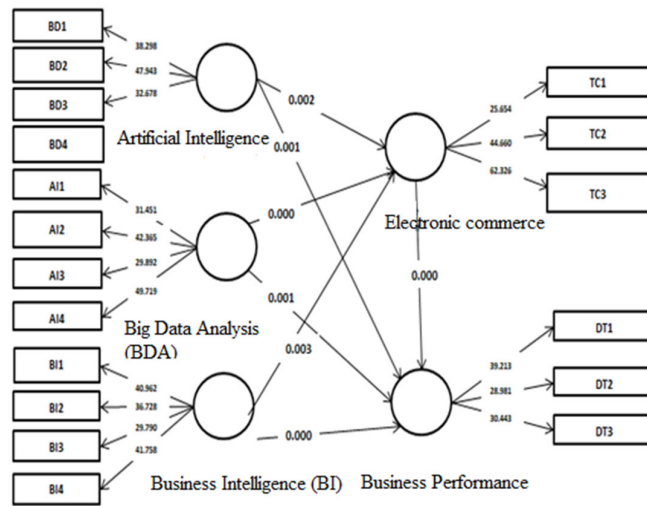 BD1
BD2
BD3
BD4
38.298
47.943
32.678
Artificial Intelligence
AI1
AI2
AI3
AI4
31.451
42.365
29.892
49.719
Big Data Analysis
(BDA)
BI1
BI2
BI3
BI4
40.962
36.728
29.790
41.758
Business Intelligence (BI)
0.002
0.001
0.000
0.001
0.003
0.000
0.000
Electronic commerce
25.654
44.660
62.326
TC1
TC2
TC3
Business Performance
39.213
28.981
30.443
DT1
DT2
DT3